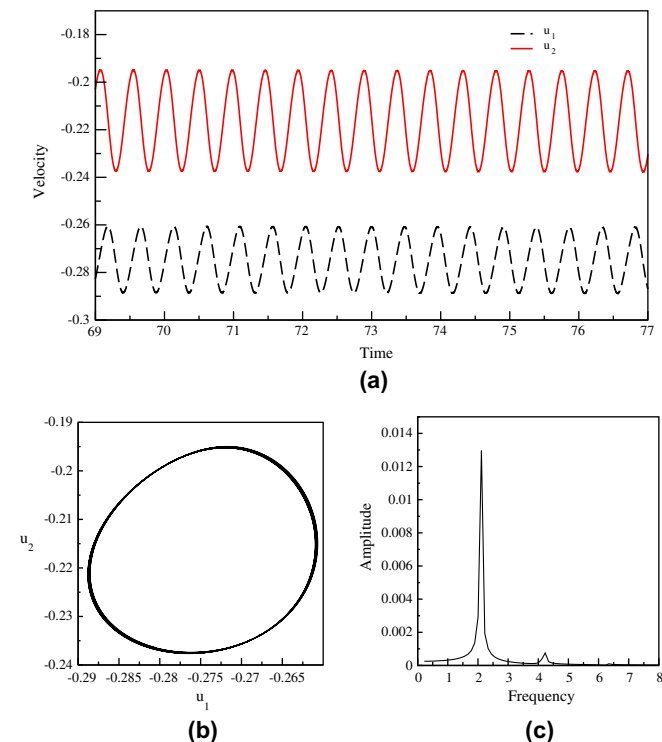 -0.17
u1
u2
-0.2
-0.22
Velocity
-0.24
-0.26
-0.28
-0.3
69 70 71 72 73 74 75 76 77
Time
(a)
-0.19
-0.2
-0.21
u2
-0.22
-0.23
-0.24
-0.29 -0.285 -0.28 -0.275 -0.27 -0.265
u1
(b)
0.014
0.012
0.01
Amplitude
0.008
0.006
0.004
0.002
0
0 1 2 3 4 5 6 7 8
Frequency
(c)